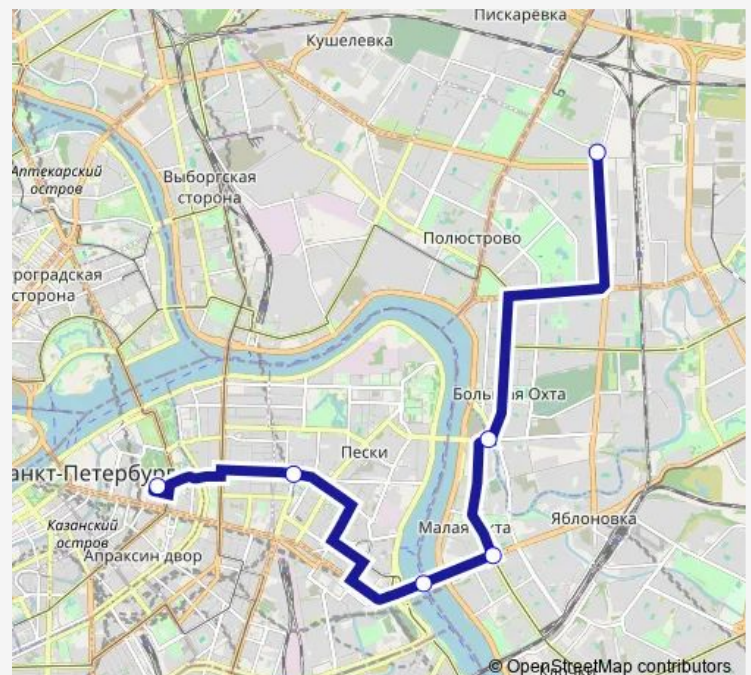 Пискарёвка
Кушелевка
Аптекарский
остров
Выборгская
сторона
Полюстрово
троградская
сторона
Большая Охта
Пески
анкт-Петербург
Казанский
остров
Апраксин двор
Малая Охта
Яблоновка
© OpenStreetMap contributors